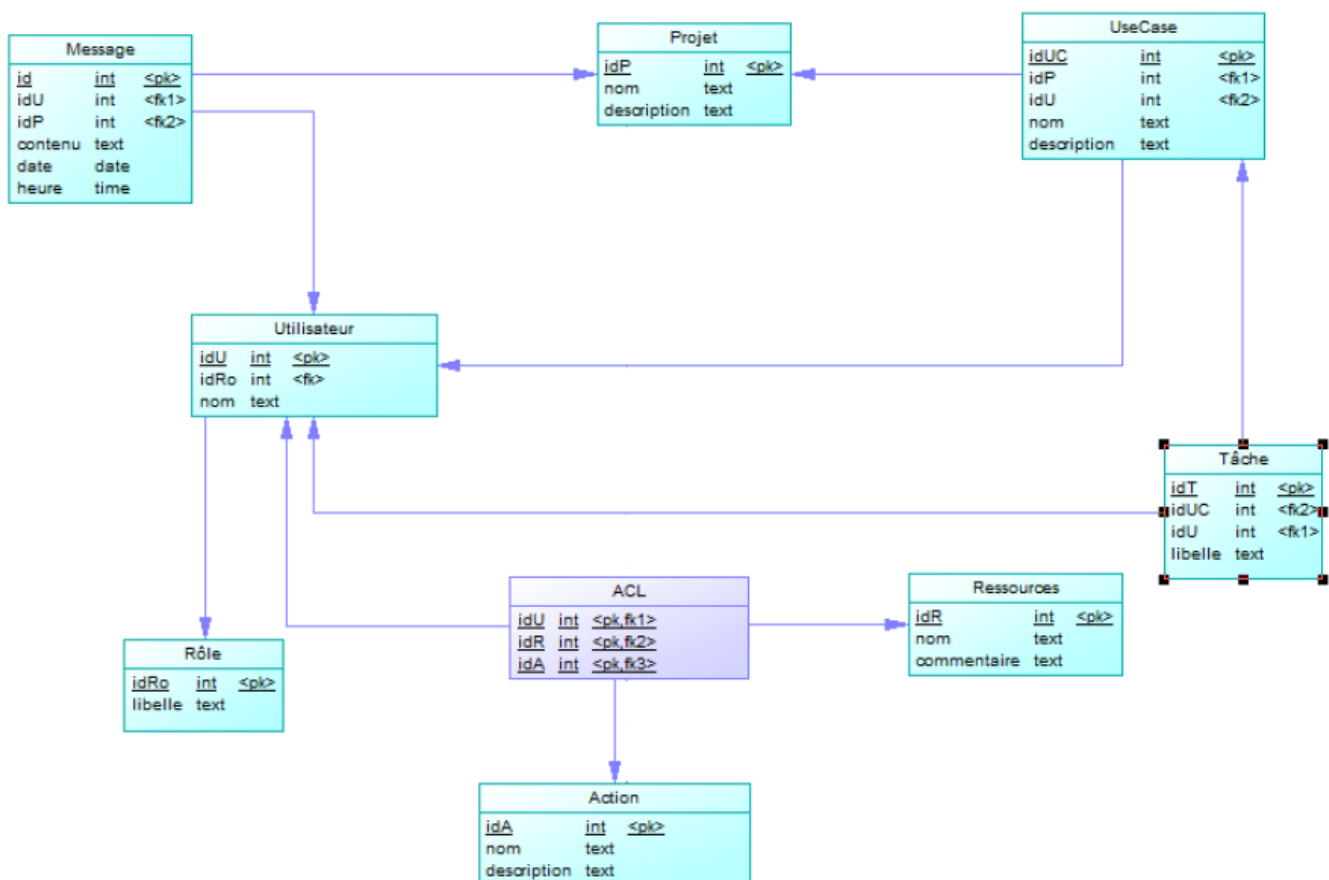 Message
id int <pk>
idU int <fk1>
idP int <fk2>
contenu text
date date
heure time
Projet
idP int <pk>
nom text
description text
UseCase
idUC int <pk>
idP int <fk1>
idU int <fk2>
nom text
description text
Utilisateur
idU int <pk>
idRo int <fk>
nom text
Tâche
idT int <pk>
idUC int <fk2>
idU int <fk1>
libelle text
ACL
idU int <pk,fk1>
idR int <pk,fk2>
idA int <pk,fk3>
Ressources
idR int <pk>
nom text
commentaire text
Rôle
idRo int <pk>
libelle text
Action
idA int <pk>
nom text
description text